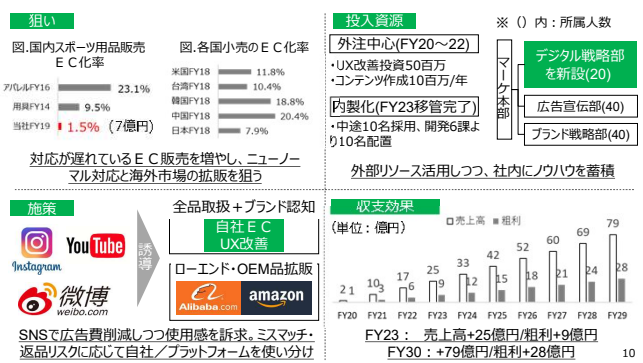 狙い
図.国内スポーツ用品販売
ＥＣ化率
アパレルFY16
23.1%
用具FY14
9.5%
当社FY19
1.5%
(7億円)
図.各国小売のＥＣ化率
米国FY18
11.8%
台湾FY18
10.4%
韓国FY18
18.8%
中国FY18
20.4%
日本FY18
7.9%
対応が遅れているＥＣ販売を増やし、ニューノー
マル対応と海外市場の拡販を狙う
投入資源
※（）内：所属人数
外注中心(FY20～22)
・UX改善投資50百万
・コンテンツ作成10百万/年
内製化(FY23移管完了)
・中途10名採用、開発6課よ
り10名配置
マーケ本部
デジタル戦略部
を新設(20)
広告宣伝部(40)
ブランド戦略部(40)
外部リソース活用しつつ、社内にノウハウを蓄積
施策
Instagram
YouTube
微博
weibo.com
誘導
全品取扱＋ブランド認知
自社ＥＣ
UX改善
ローエンド・OEM品拡販
Alibaba.com
amazon
SNSで広告費削減しつつ使用感を訴求。ミスマッチ・
返品リスクに応じて自社／プラットフォームを使い分け
収支効果
(単位：億円)
売上高 粗利
2 1 10 3 17 6 25 9 33 12 42 15 52 18 60 21 69 24 79 28
FY20 FY21 FY22 FY23 FY24 FY25 FY26 FY27 FY28 FY29
FY23： 売上高+25億円/粗利+9億円
FY30：+79億円/粗利+28億円
10